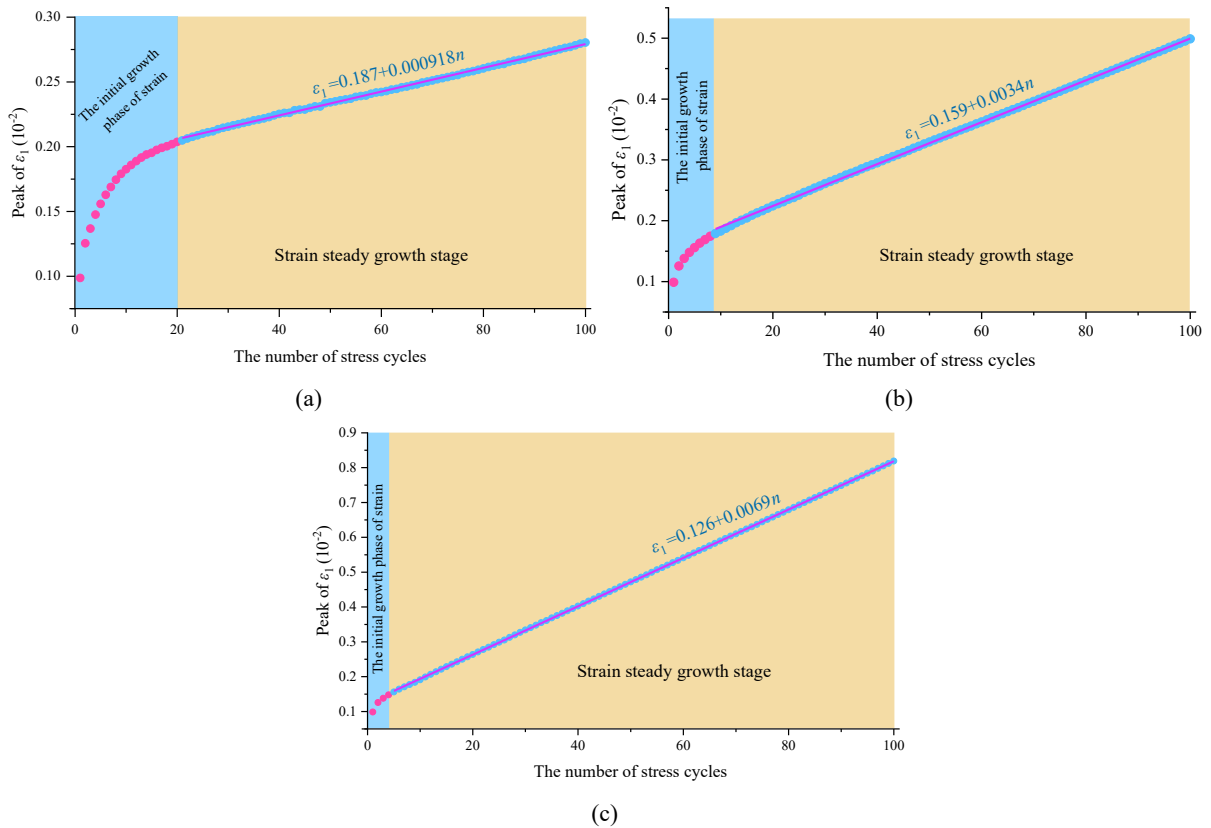 0.30
0.25
0.20
0.15
0.10
Peak of ε₁ (10⁻²)
The initial growth
phase of strain
ε₁=0.187+0.000918n
Strain steady growth stage
0 20 40 60 80 100
The number of stress cycles
(a)
0.5
0.4
0.3
0.2
0.1
Peak of ε₁ (10⁻²)
The initial growth
phase of strain
ε₁=0.159+0.0034n
Strain steady growth stage
0 20 40 60 80 100
The number of stress cycles
(b)
0.9
0.8
0.7
0.6
0.5
0.4
0.3
0.2
0.1
Peak of ε₁ (10⁻²)
The initial growth phase of strain
ε₁=0.126+0.0069n
Strain steady growth stage
0 20 40 60 80 100
The number of stress cycles
(c)